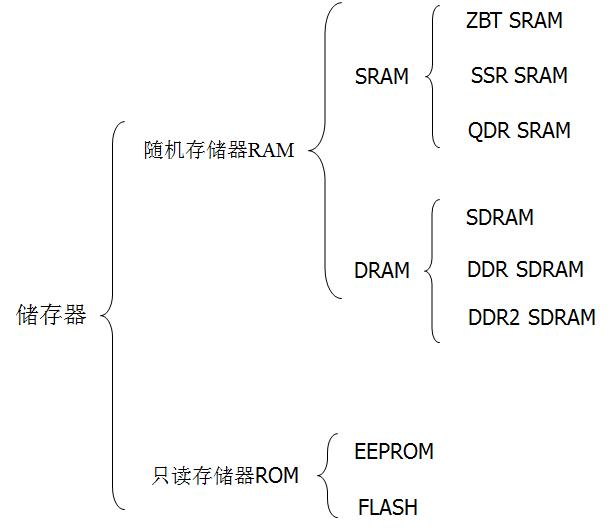 储存器
随机存储器RAM
SRAM
ZBT SRAM
SSR SRAM
QDR SRAM
DRAM
SDRAM
DDR SDRAM
DDR2 SDRAM
只读存储器ROM
EEPROM
FLASH